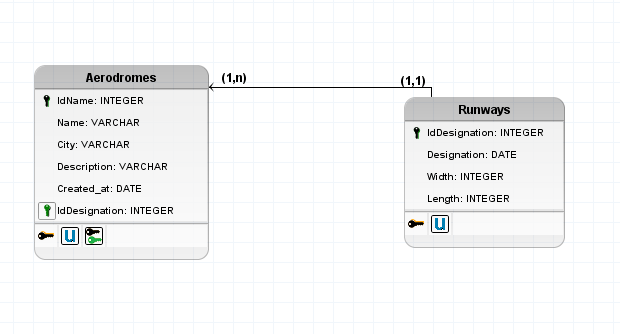 Aerodromes
IdName: INTEGER
Name: VARCHAR
City: VARCHAR
Description: VARCHAR
Created_at: DATE
IdDesignation: INTEGER
U
(1,n)
(1,1)
Runways
IdDesignation: INTEGER
Designation: DATE
Width: INTEGER
Length: INTEGER
U